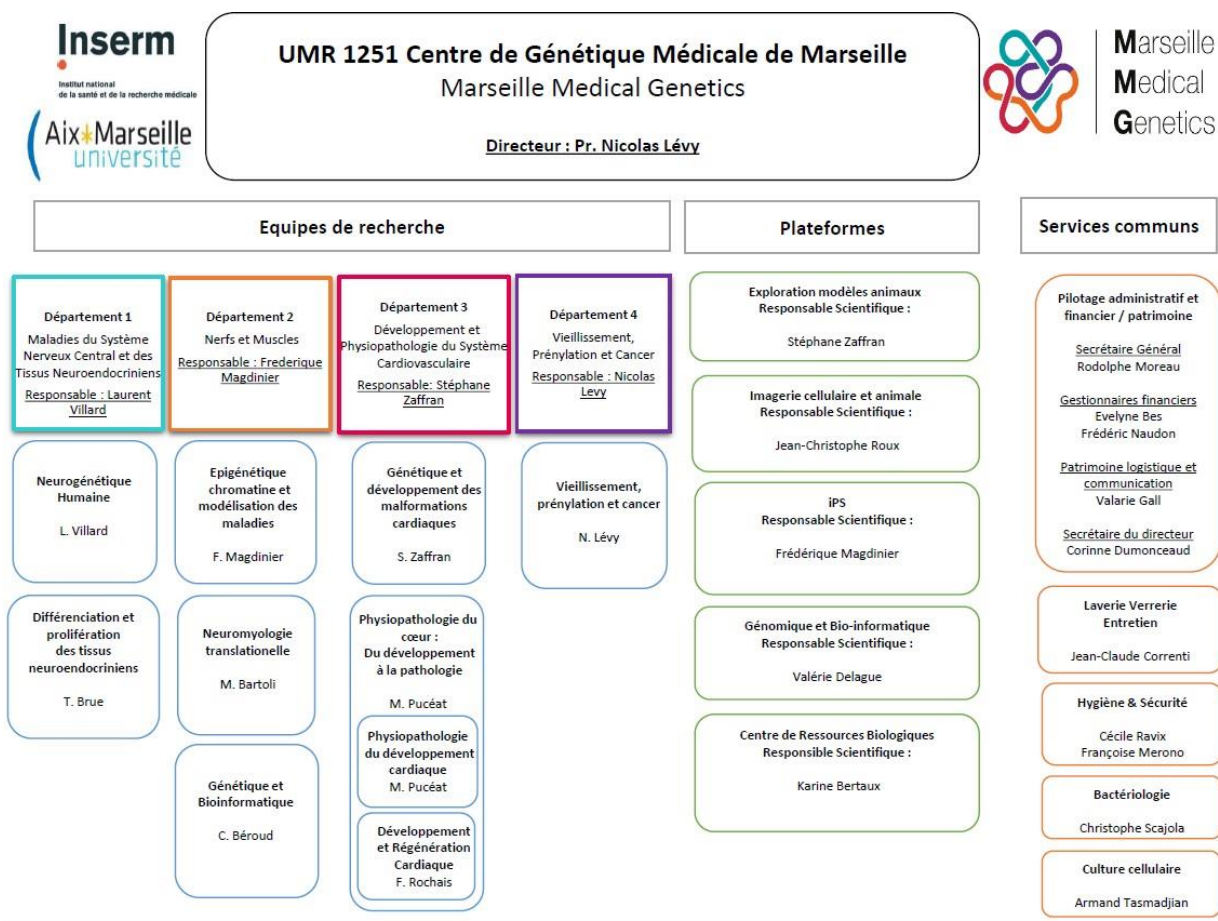 Inserm
Institut national
de la santé et de la recherche médicale
Aix*Marseille
université
UMR 1251 Centre de Génétique Médicale de Marseille
Marseille Medical Genetics
Directeur : Pr. Nicolas Lévy
Marseille
Medical
Genetics
Equipes de recherche
Plateformes
Services communs
Département 1
Maladies du Système
Nerveux Central et des
Tissus Neuroendocriniens
Responsable : Laurent
Villard
Département 2
Nerfs et Muscles
Responsable : Frederique
Magdinier
Département 3
Développement et
Physiopathologie du Système
Cardiovasculaire
Responsable: Stéphane
Zaffran
Département 4
Vieillissement,
Prénylation et Cancer
Responsable : Nicolas
Levy
Neurogénétique
Humaine
L. Villard
Différenciation et
prolifération
des tissus
neuroendocriniens
T. Brue
Epigénétique
chromatine et
modélisation des
maladies
F. Magdinier
Neuromyologie
translationelle
M. Bartoli
Génétique et
Bioinformatique
C. Béroud
Génétique et
développement des
malformations
cardiaques
S. Zaffran
Physiopathologie du
cœur :
Du développement
à la pathologie
M. Pucéat
Physiopathologie
du développement
cardiaque
M. Pucéat
Développement
et Régénération
Cardiaque
F. Rochais
Vieillissement,
prénylation et cancer
N. Lévy
Exploration modèles animaux
Responsable Scientifique :
Stéphane Zaffran
Imagerie cellulaire et animale
Responsable Scientifique :
Jean-Christophe Roux
iPS
Responsable Scientifique :
Frédérique Magdinier
Génomique et Bio-informatique
Responsable Scientifique :
Valérie Delague
Centre de Ressources Biologiques
Responsible Scientifique :
Karine Bertaux
Pilotage administratif et
financier / patrimoine
Secrétaire Général
Rodolphe Moreau
Gestionnaires financiers
Evelyne Bes
Frédéric Naudon
Patrimoine logistique et
communication
Valarie Gall
Secrétaire du directeur
Corinne Dumonceaud
Laverie Verrerie
Entretien
Jean-Claude Correnti
Hygiène & Sécurité
Cécile Ravix
Françoise Merono
Bactériologie
Christophe Scajola
Culture cellulaire
Armand Tasmadjian